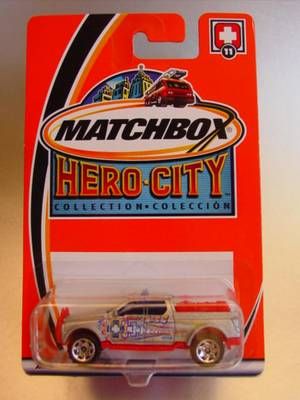 11
MATCHBOX
HERO-CITY
COLLECTION • COLECCIÓN